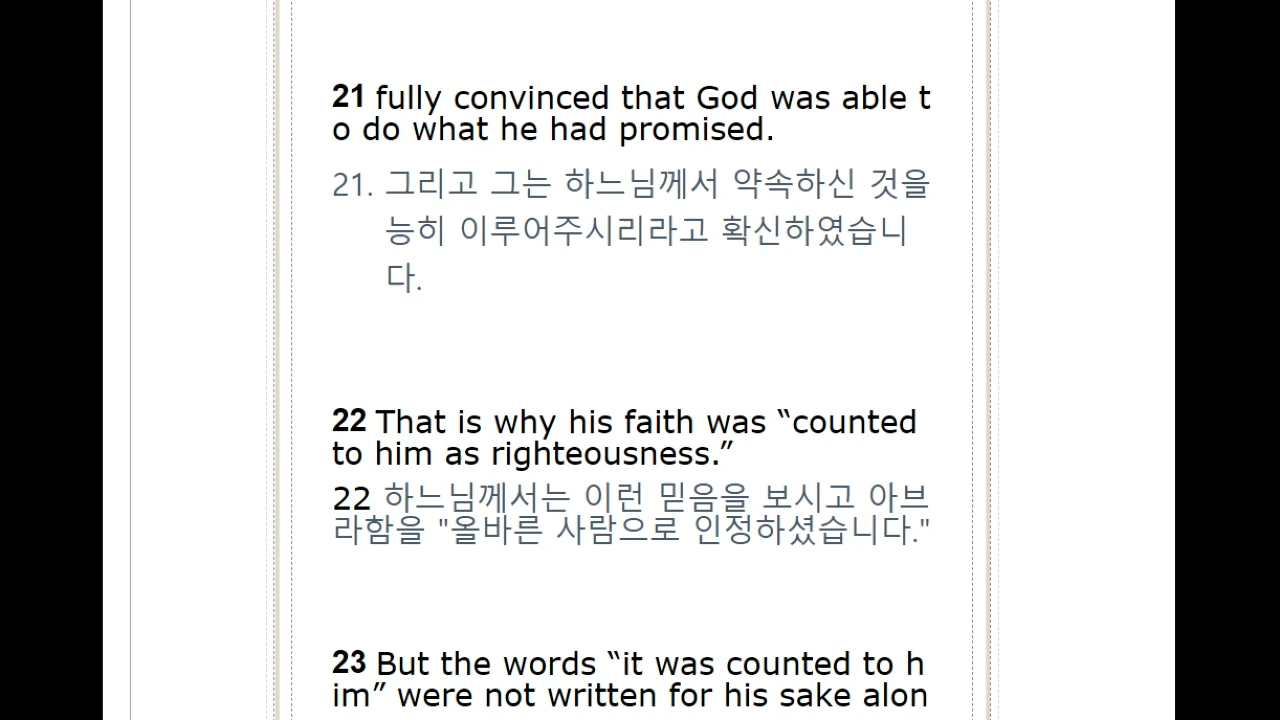 21 fully convinced that God was able t
o do what he had promised.
21. 그리고 그는 하느님께서 약속하신 것을
능히 이루어주시리라고 확신하였습니
다.
22 That is why his faith was “counted
to him as righteousness.”
22 하느님께서는 이런 믿음을 보시고 아브
라함을 "올바른 사람으로 인정하셨습니다."
23 But the words “it was counted to h
im” were not written for his sake alon